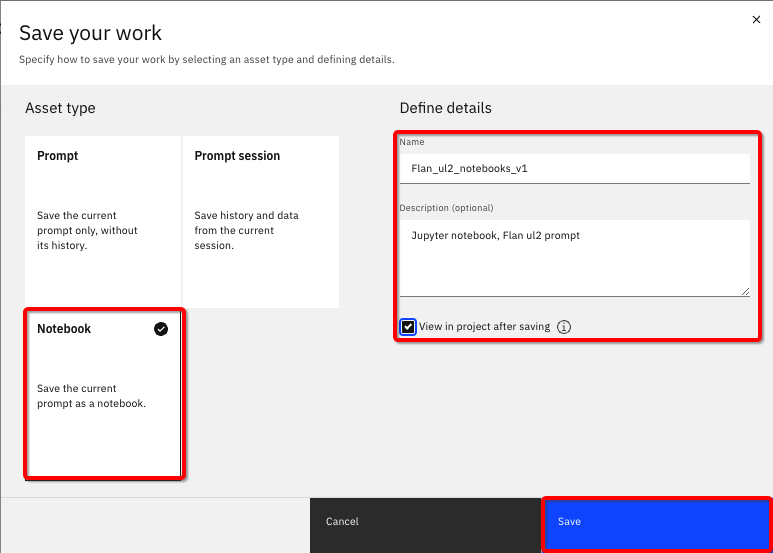 Save your work
Specify how to save your work by selecting an asset type and defining details.
Asset type
Prompt
Save the current
prompt only, without
its history.
Prompt session
Save history and data
from the current
session.
Notebook
Save the current
prompt as a notebook.
Define details
Name
Flan_ul2_notebooks_v1
Description (optional)
Jupyter notebook, Flan ul2 prompt
View in project after saving
Cancel
Save